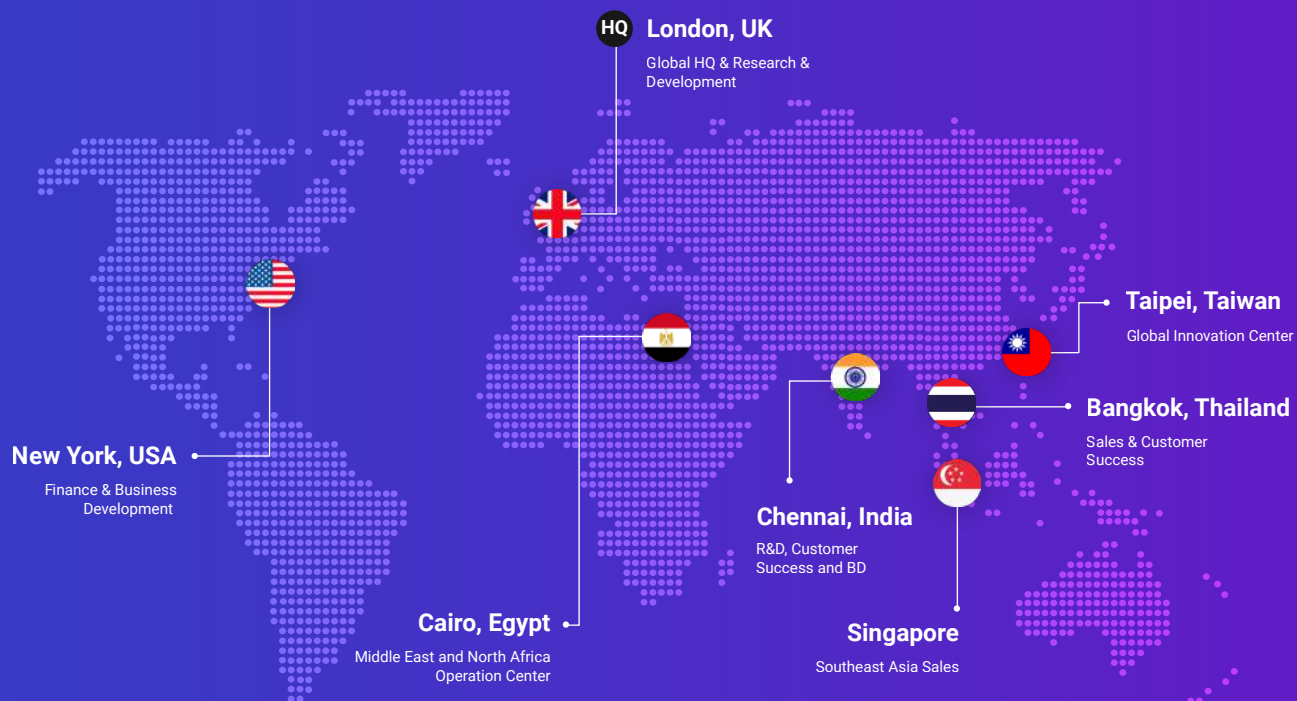 HQ London, UK
Global HQ & Research &
Development
Taipei, Taiwan
Global Innovation Center
Bangkok, Thailand
Sales & Customer
Success
New York, USA
Finance & Business
Development
Chennai, India
R&D, Customer
Success and BD
Cairo, Egypt
Middle East and North Africa
Operation Center
Singapore
Southeast Asia Sales